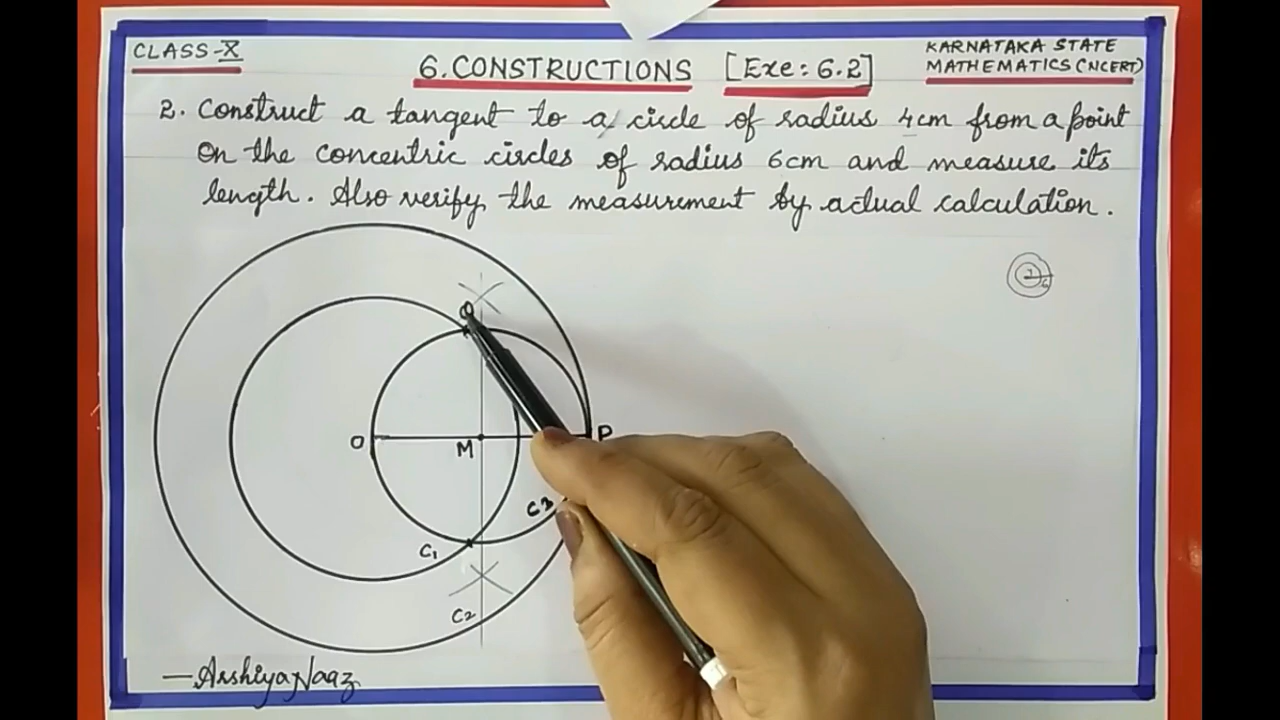 CLASS-X
6.CONSTRUCTIONS [Exe: 6.2]
KARNATAKA STATE
MATHEMATICS (NCERT)
2. Construct a tangent to a circle of radius 4cm from a point
on the concentric circles of radius 6cm and measure its
length. Also verify the measurement by actual calculation.
Q
O
M
P
C3
C1
C2
—Arshiya Naaz